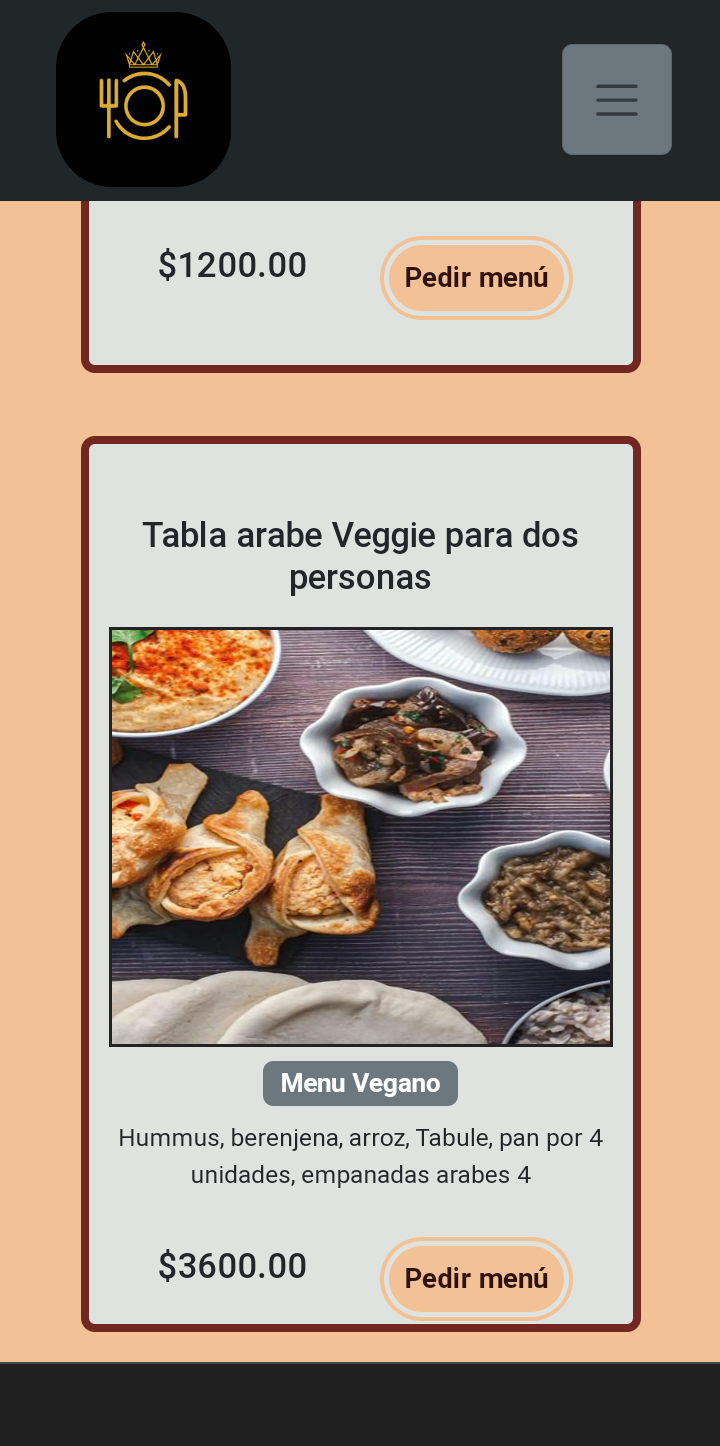 $1200.00
Pedir menú
Tabla arabe Veggie para dos
personas
Menu Vegano
Hummus, berenjena, arroz, Tabule, pan por 4
unidades, empanadas arabes 4
$3600.00
Pedir menú